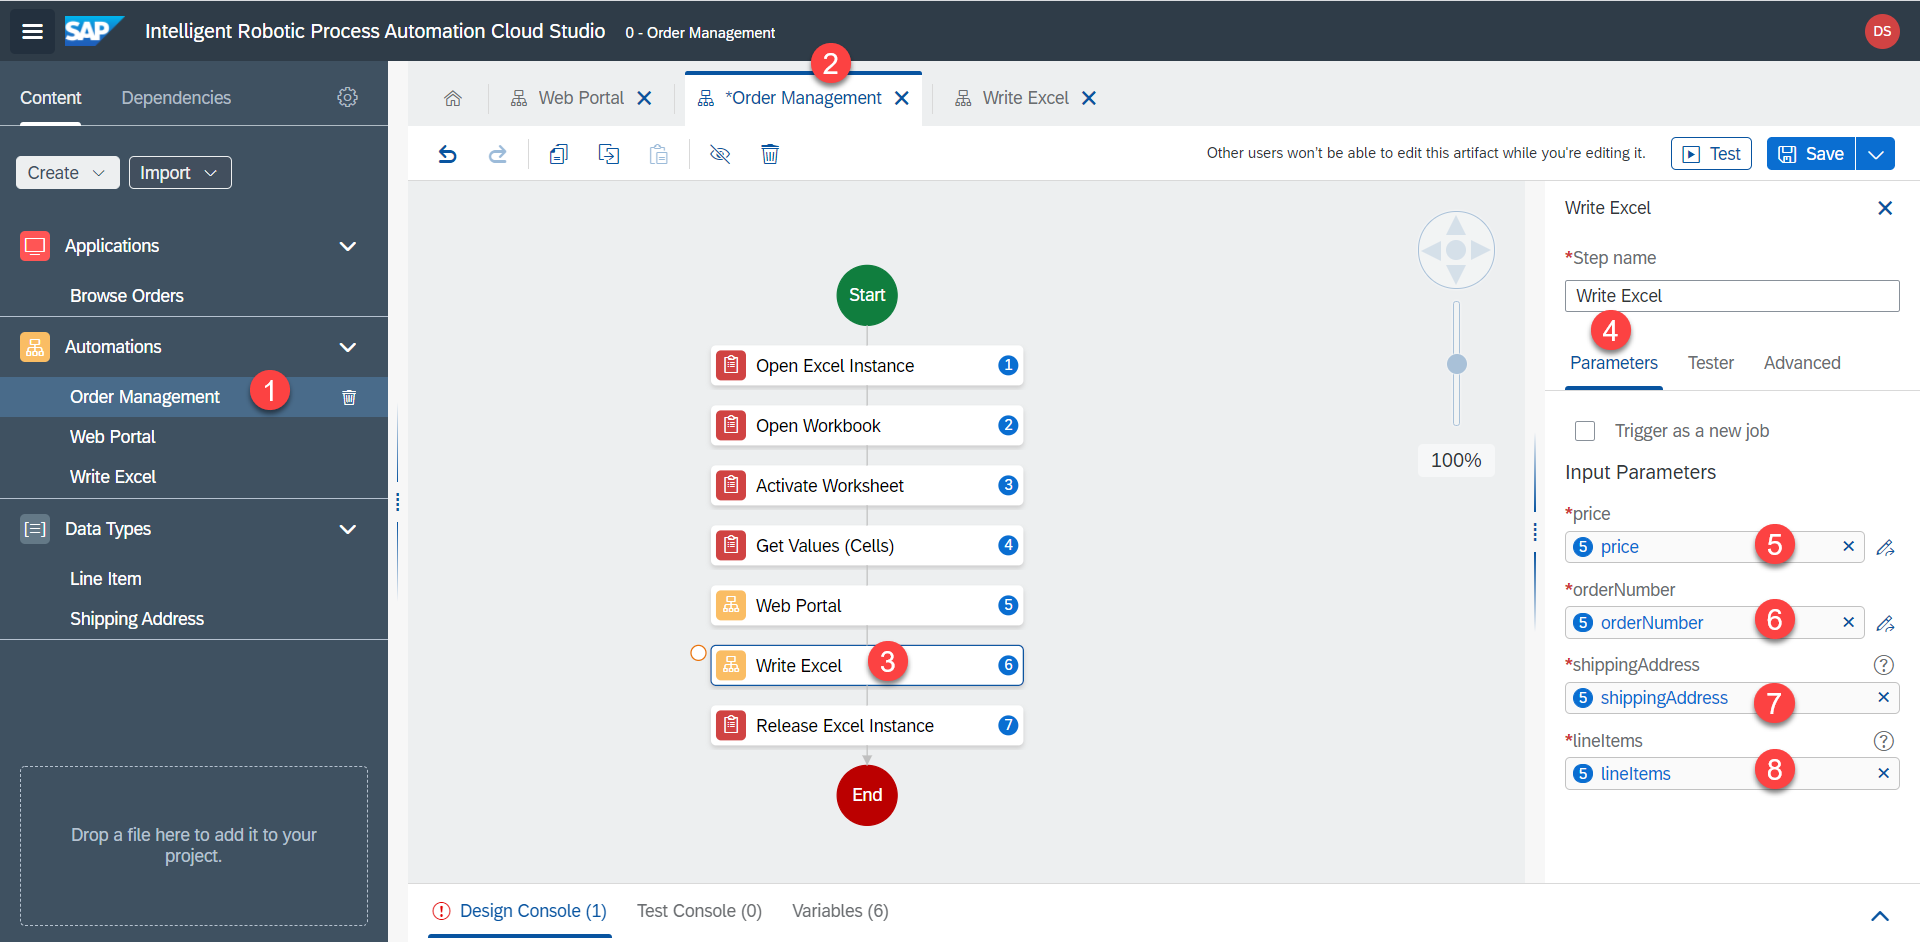 SAP Intelligent Robotic Process Automation Cloud Studio 0 - Order Management DS
Content Dependencies
Create Import
Applications
Browse Orders
Automations
Order Management 1
Web Portal
Write Excel
Data Types
Line Item
Shipping Address
Drop a file here to add it to your
project.
2
Web Portal *Order Management Write Excel
Other users won't be able to edit this artifact while you're editing it. Test Save
Start
Open Excel Instance 1
Open Workbook 2
Activate Worksheet 3
Get Values (Cells) 4
Web Portal 5
Write Excel 3 6
Release Excel Instance 7
End
100%
Write Excel
*Step name
Write Excel
4
Parameters Tester Advanced
Trigger as a new job
Input Parameters
*price
5 price 5
*orderNumber
5 orderNumber 6
*shippingAddress
5 shippingAddress 7
*lineItems
5 lineItems 8
Design Console (1) Test Console (0) Variables (6)